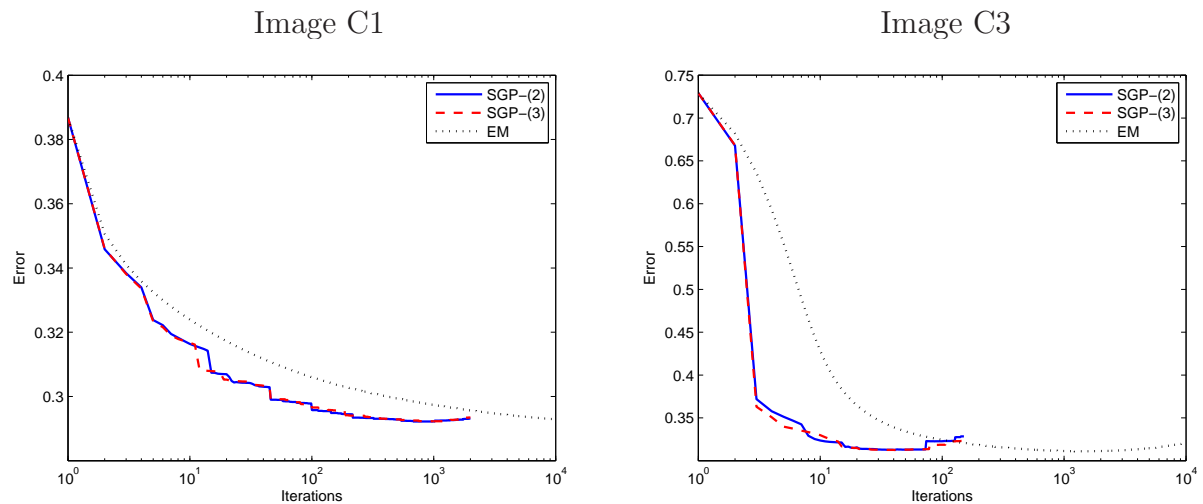 Image C1
Image C3
0.4
0.38
0.36
0.34
0.32
0.3
Error
10^0
10^1
10^2
10^3
10^4
Iterations
SGP-(2)
SGP-(3)
EM
0.75
0.7
0.65
0.6
0.55
0.5
0.45
0.4
0.35
Error
10^0
10^1
10^2
10^3
10^4
Iterations
SGP-(2)
SGP-(3)
EM